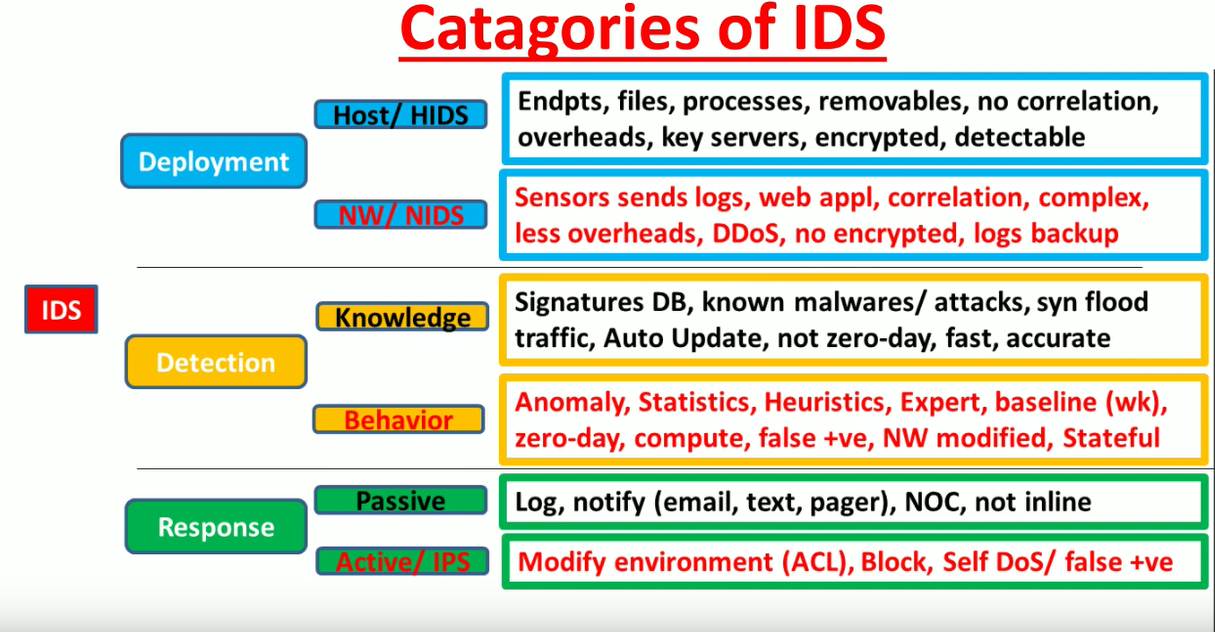 Catagories of IDS
Host/ HIDS
Endpts, files, processes, removables, no correlation,
overheads, key servers, encrypted, detectable
Deployment
NW/ NIDS
Sensors sends logs, web appl, correlation, complex,
less overheads, DDoS, no encrypted, logs backup
IDS
Knowledge
Signatures DB, known malwares/ attacks, syn flood
traffic, Auto Update, not zero-day, fast, accurate
Detection
Behavior
Anomaly, Statistics, Heuristics, Expert, baseline (wk),
zero-day, compute, false +ve, NW modified, Stateful
Passive
Log, notify (email, text, pager), NOC, not inline
Response
Active/ IPS
Modify environment (ACL), Block, Self DoS/ false +ve